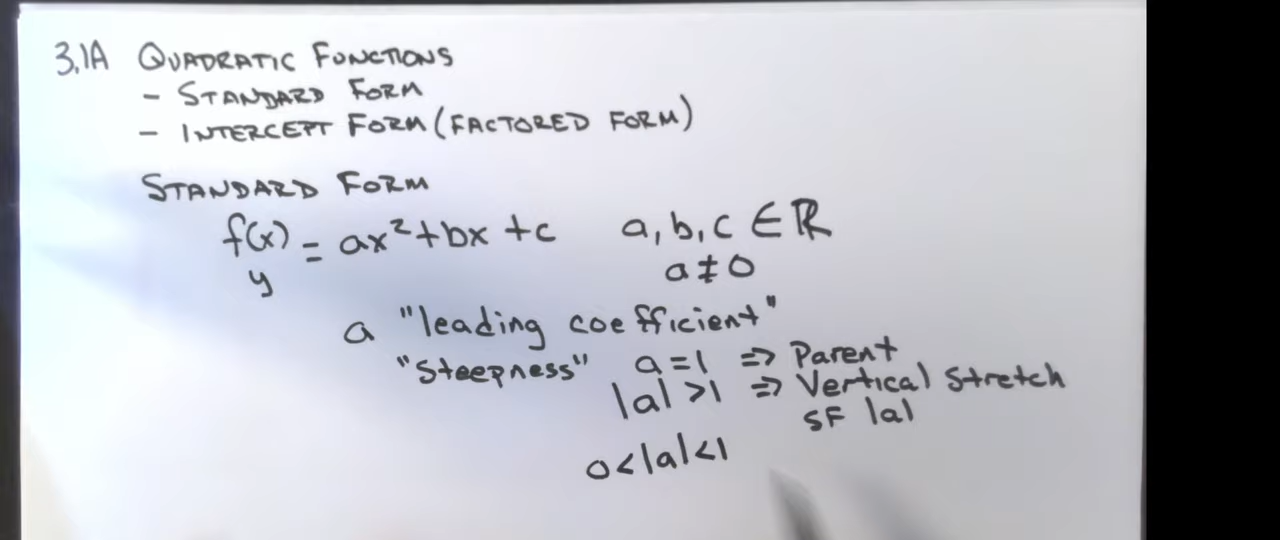 3.1A QUADRATIC FUNCTIONS
- STANDARD FORM
- INTERCEPT FORM (FACTORED FORM)
STANDARD FORM
f(x) = ax²+bx+c a,b,c ∈ ℝ
y a≠0
a "leading coefficient"
"Steepness" a=1 => Parent
|a|>1 => Vertical Stretch
SF |a|
0<|a|<1